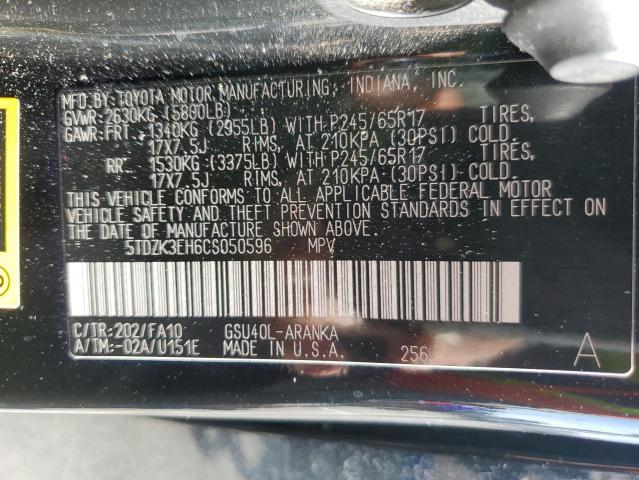 MFD.BY:TOYOTA MOTOR MANUFACTURING, INDIANA, INC.
GVWR:2630KG (5800LB)
GAWR:FRT. 1340KG (2955LB) WITH P245/65R17 TIRES,
17X7.5J RIMS, AT 210KPA (30PSI) COLD.
RR. 1530KG (3375LB) WITH P245/65R17 TIRES,
17X7.5J RIMS, AT 210KPA (30PSI) COLD.
THIS VEHICLE CONFORMS TO ALL APPLICABLE FEDERAL MOTOR
VEHICLE SAFETY AND THEFT PREVENTION STANDARDS IN EFFECT ON
THE DATE OF MANUFACTURE SHOWN ABOVE.
5TDZK3EH6CS050596 MPV
C/TR:202/FA10 GSU40L-ARANKA
A/TM:-02A/U151E MADE IN U.S.A. 256 A